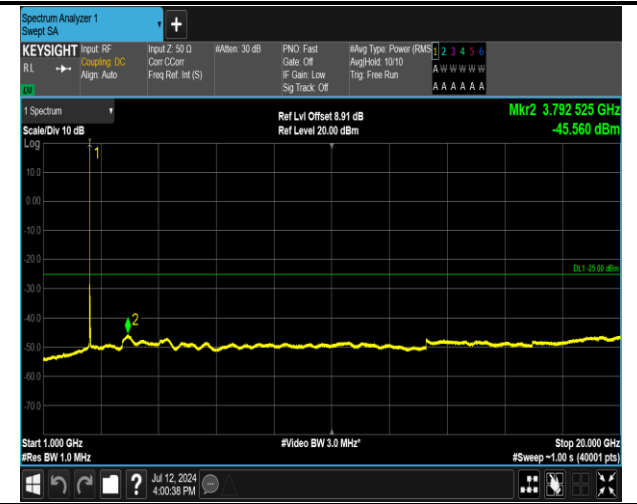 Spectrum Analyzer 1
Swept SA
+
KEYSIGHT
RL
Input: RF
Coupling: DC
Align: Auto
Input Z: 50 Ω
Corr CCorr
Freq Ref: Int (S)
#Atten: 30 dB
PNO: Fast
Gate: Off
IF Gain: Low
Sig Track: Off
#Avg Type: Power (RMS
Avg|Hold: 10/10
Trig: Free Run
1 2 3 4 5 6
A W W W W W
A A A A A A
1 Spectrum
Scale/Div 10 dB
Log
Ref Lvl Offset 8.91 dB
Ref Level 20.00 dBm
Mkr2 3.792 525 GHz
-45.560 dBm
1
10.0
0.00
-10.0
-20.0
DL1 -25.00 dBm
-30.0
-40.0
2
-50.0
-60.0
-70.0
Start 1.000 GHz
#Video BW 3.0 MHz*
Stop 20.000 GHz
#Res BW 1.0 MHz
#Sweep ~1.00 s (40001 pts)
?
Jul 12, 2024
4:00:38 PM